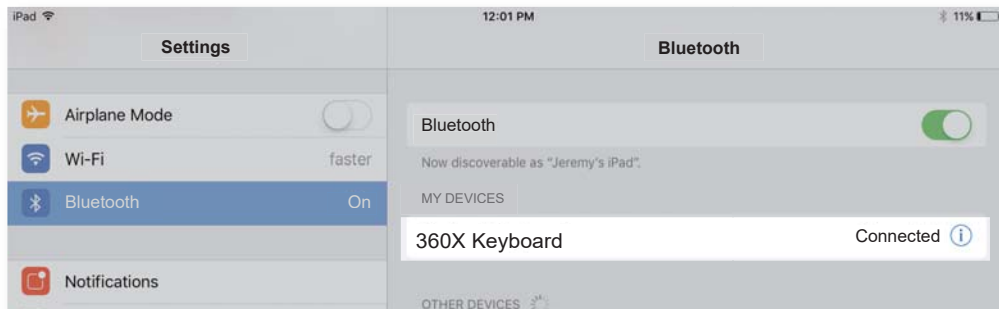 iPad 12:01 PM 11%
Settings Bluetooth
Airplane Mode
Bluetooth
Wi-Fi faster
Now discoverable as "Jeremy's iPad".
Bluetooth On
MY DEVICES
360X Keyboard Connected
Notifications
OTHER DEVICES